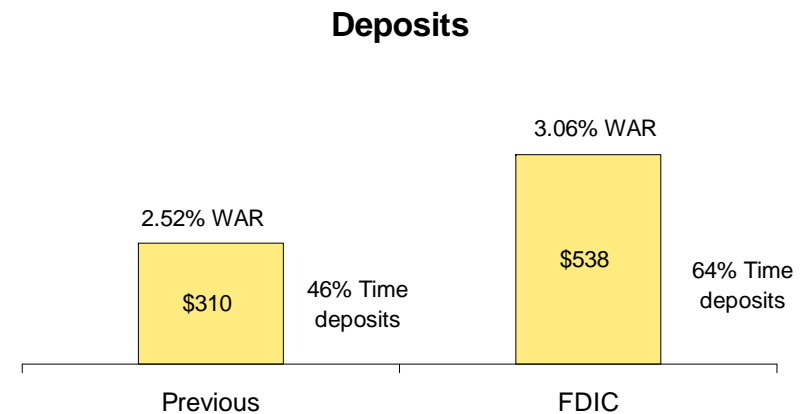 Deposits
3.06% WAR
2.52% WAR
$538
64% Time
deposits
$310
46% Time
deposits
Previous
FDIC